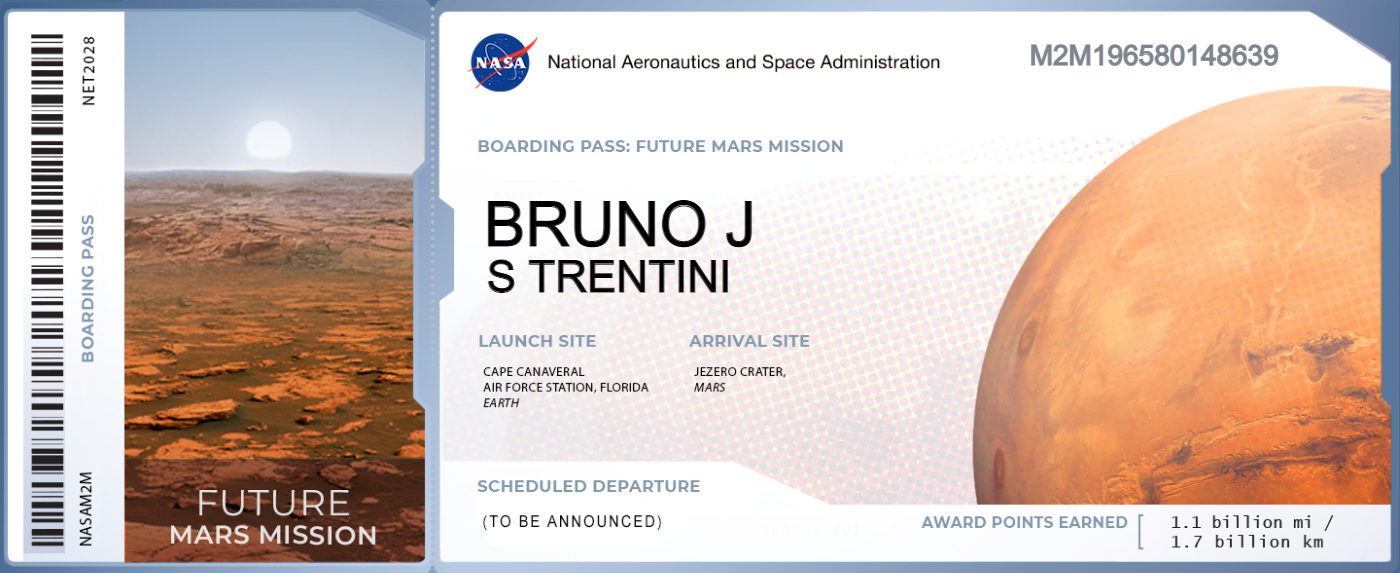 NET2028
BOARDING PASS
NASAM2M
FUTURE
MARS MISSION
NASA
National Aeronautics and Space Administration
M2M196580148639
BOARDING PASS: FUTURE MARS MISSION
BRUNO J
S TRENTINI
LAUNCH SITE
CAPE CANAVERAL
AIR FORCE STATION, FLORIDA
EARTH
ARRIVAL SITE
JEZERO CRATER,
MARS
SCHEDULED DEPARTURE
(TO BE ANNOUNCED)
AWARD POINTS EARNED
1.1 billion mi /
1.7 billion km